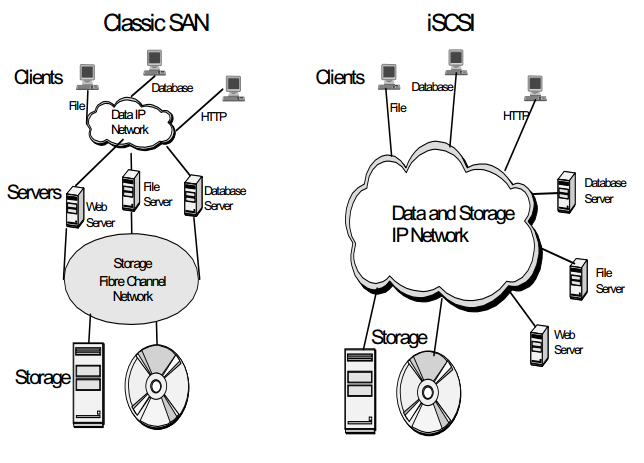 Classic SAN
Clients
File
Database
HTTP
Data IP
Network
Servers
Web
Server
File
Server
Database
Server
Storage
Fibre Channel
Network
Storage
iSCSI
Clients
File
Database
HTTP
Data and Storage
IP Network
Database
Server
File
Server
Web
Server
Storage